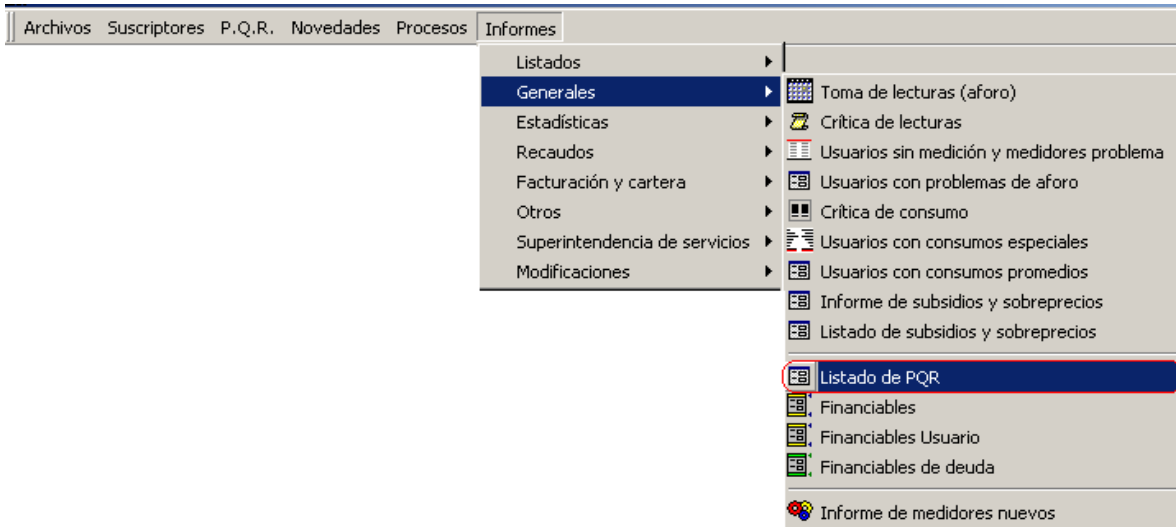 Archivos Suscriptores P.Q.R. Novedades Procesos Informes
Listados
Generales
Estadísticas
Recaudos
Facturación y cartera
Otros
Superintendencia de servicios
Modificaciones
Toma de lecturas (aforo)
Crítica de lecturas
Usuarios sin medición y medidores problema
Usuarios con problemas de aforo
Crítica de consumo
Usuarios con consumos especiales
Usuarios con consumos promedios
Informe de subsidios y sobreprecios
Listado de subsidios y sobreprecios
Listado de PQR
Financiables
Financiables Usuario
Financiables de deuda
Informe de medidores nuevos